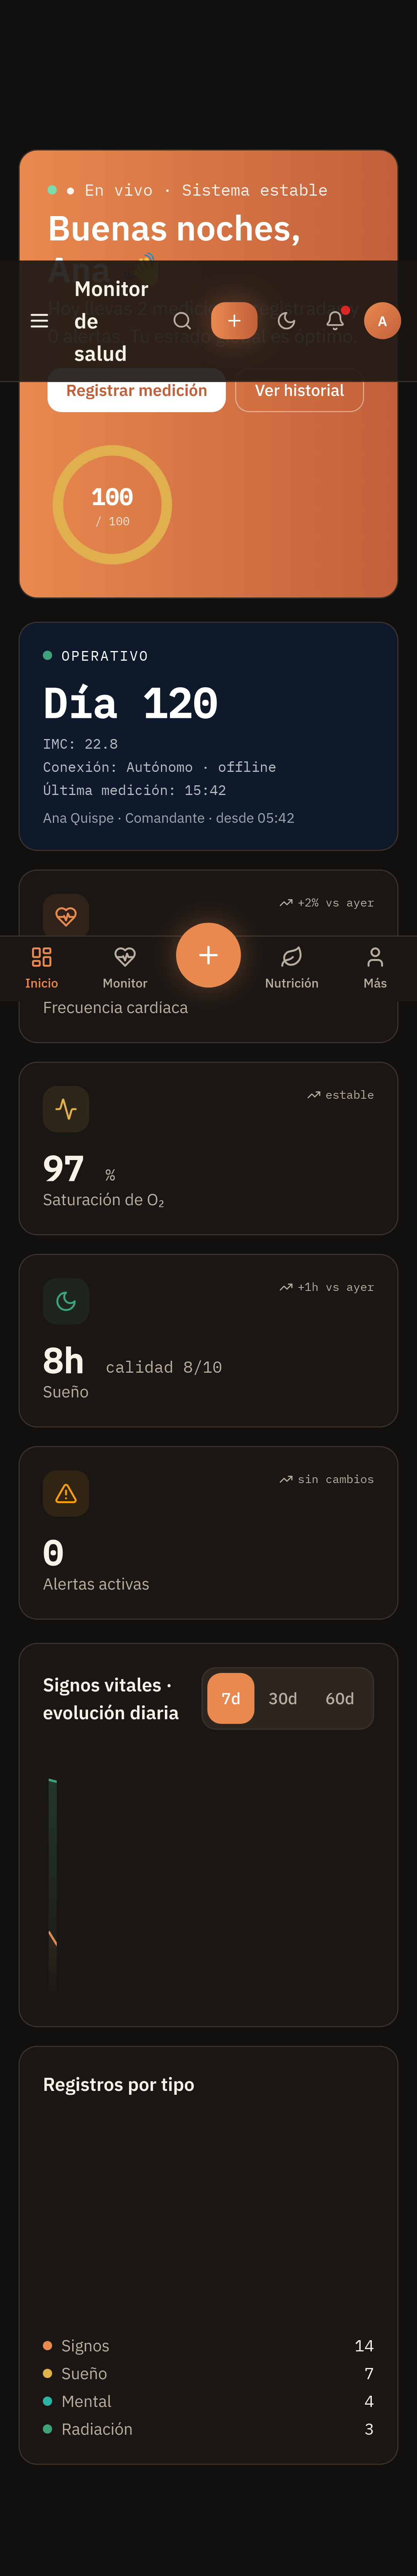 ● En vivo · Sistema estable
Buenas noches,
Ana 👋
Monitor
de
salud
A
Registrar medición
Ver historial
100
/ 100
OPERATIVO
Día 120
IMC: 22.8
Conexión: Autónomo · offline
Última medición: 15:42
Ana Quispe · Comandante · desde 05:42
+2% vs ayer
Inicio
Monitor
Nutrición
Más
Frecuencia cardíaca
estable
97 %
Saturación de O₂
+1h vs ayer
8h calidad 8/10
Sueño
sin cambios
0
Alertas activas
Signos vitales ·
evolución diaria
7d 30d 60d
Registros por tipo
Signos 14
Sueño 7
Mental 4
Radiación 3